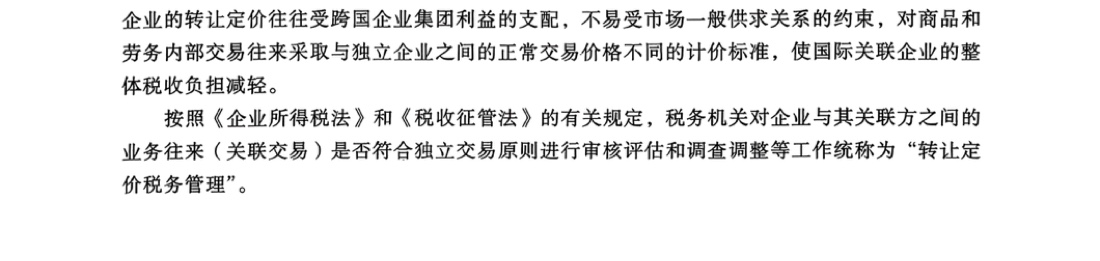 企业的转让定价往往受跨国企业集团利益的支配，不易受市场一般供求关系的约束，对商品和
劳务内部交易往来采取与独立企业之间的正常交易价格不同的计价标准，使国际关联企业的整
体税收负担减轻。
按照《企业所得税法》和《税收征管法》的有关规定，税务机关对企业与其关联方之间的
业务往来（关联交易）是否符合独立交易原则进行审核评估和调查调整等工作统称为“转让定
价税务管理”。